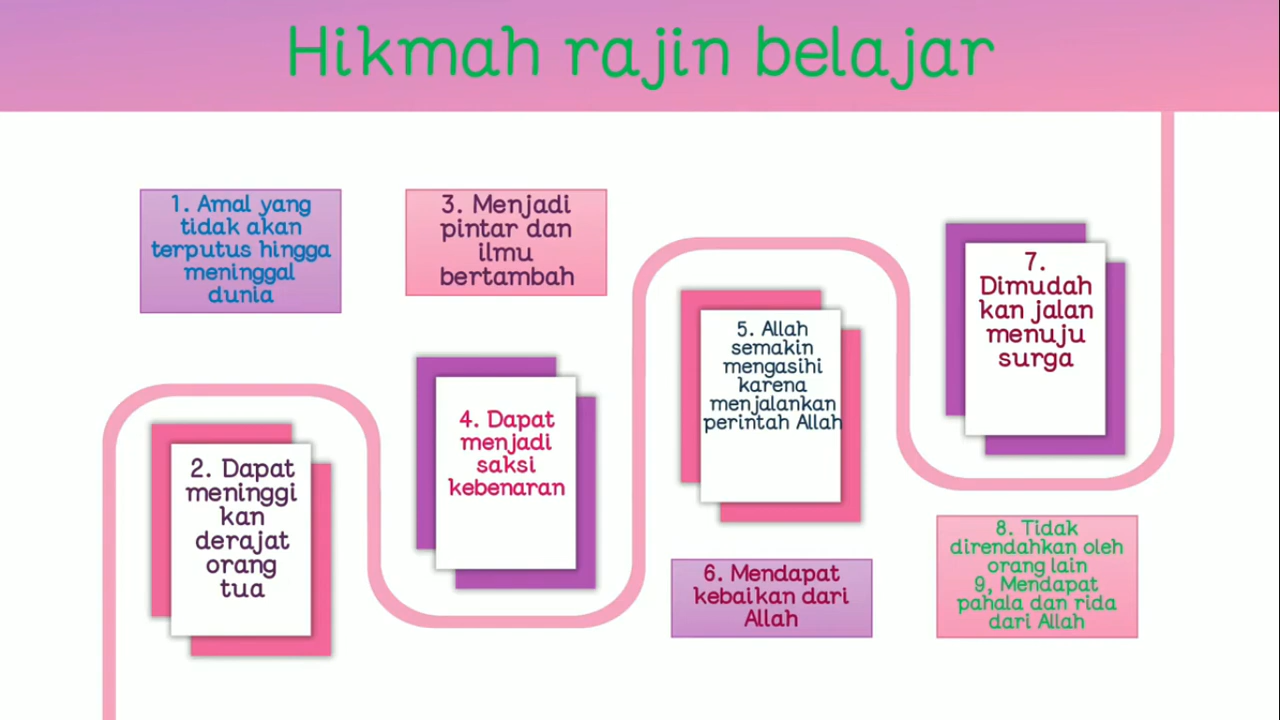 Hikmah rajin belajar
1. Amal yang
tidak akan
terputus hingga
meninggal
dunia
2. Dapat
meninggi
kan
derajat
orang
tua
3. Menjadi
pintar dan
ilmu
bertambah
4. Dapat
menjadi
saksi
kebenaran
5. Allah
semakin
mengasihi
karena
menjalankan
perintah Allah
6. Mendapat
kebaikan dari
Allah
7.
Dimudah
kan jalan
menuju
surga
8. Tidak
direndahkan oleh
orang lain
9, Mendapat
pahala dan rida
dari Allah